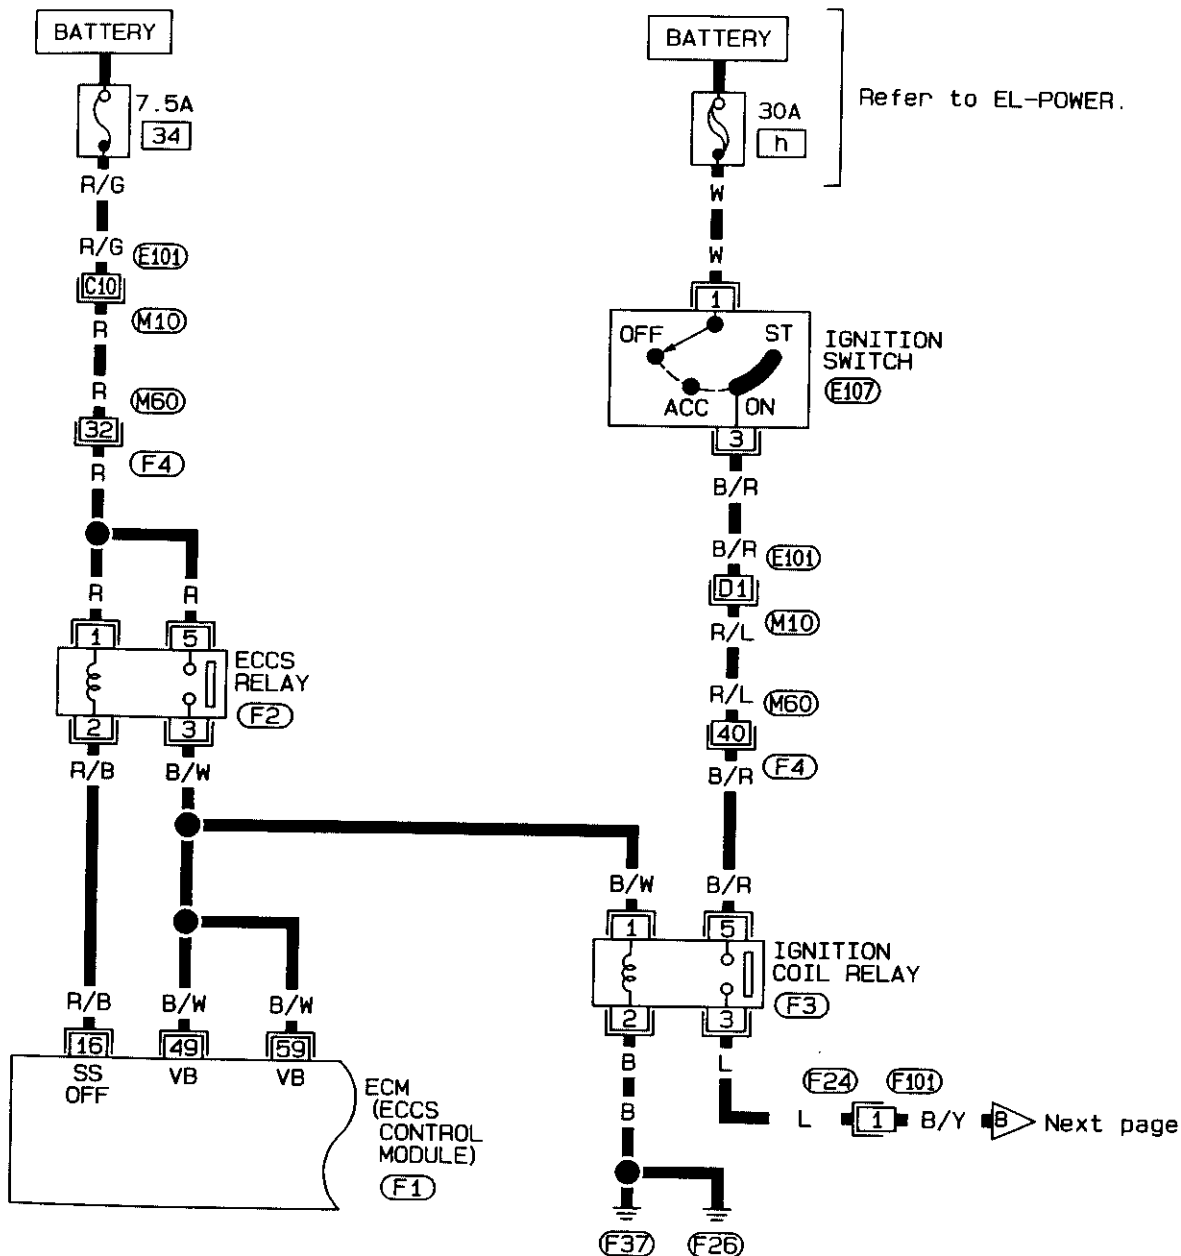 BATTERY
7.5A
34
R/G
R/G
E101
C10
M10
R
R
M60
32
F4
R
R
R
1
5
ECCS
RELAY
F2
2
3
R/B
B/W
R/B
B/W
B/W
16
49
59
SS
OFF
VB
VB
ECM
(ECCS
CONTROL
MODULE)
F1
BATTERY
Refer to EL-POWER.
30A
h
W
W
1
OFF
ST
ACC
ON
IGNITION
SWITCH
E107
3
B/R
B/R
E101
D1
M10
R/L
R/L
M60
40
F4
B/R
B/W
B/R
1
5
IGNITION
COIL RELAY
F3
2
3
B
L
B
F24
F101
L
1
B/Y
B
Next page
F37
F26